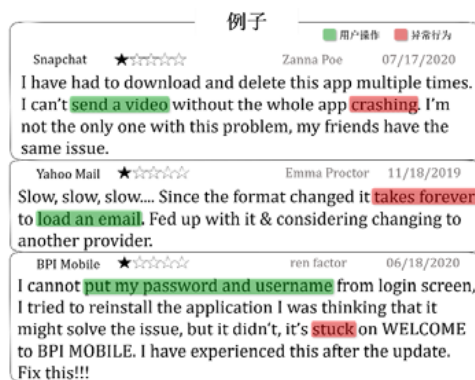 例子
用户操作 异常行为
Snapchat ★☆☆☆☆ Zanna Poe 07/17/2020
I have had to download and delete this app multiple times.
I can't send a video without the whole app crashing. I'm
not the only one with this problem, my friends have the
same issue.
Yahoo Mail ★☆☆☆☆ Emma Proctor 11/18/2019
Slow, slow, slow.... Since the format changed it takes forever
to load an email. Fed up with it & considering changing to
another provider.
BPI Mobile ★☆☆☆☆ ren factor 06/18/2020
I cannot put my password and username from login screen,
I tried to reinstall the application I was thinking that it
might solve the issue, but it didn't, it's stuck on WELCOME
to BPI MOBILE. I have experienced this after the update.
Fix this!!!